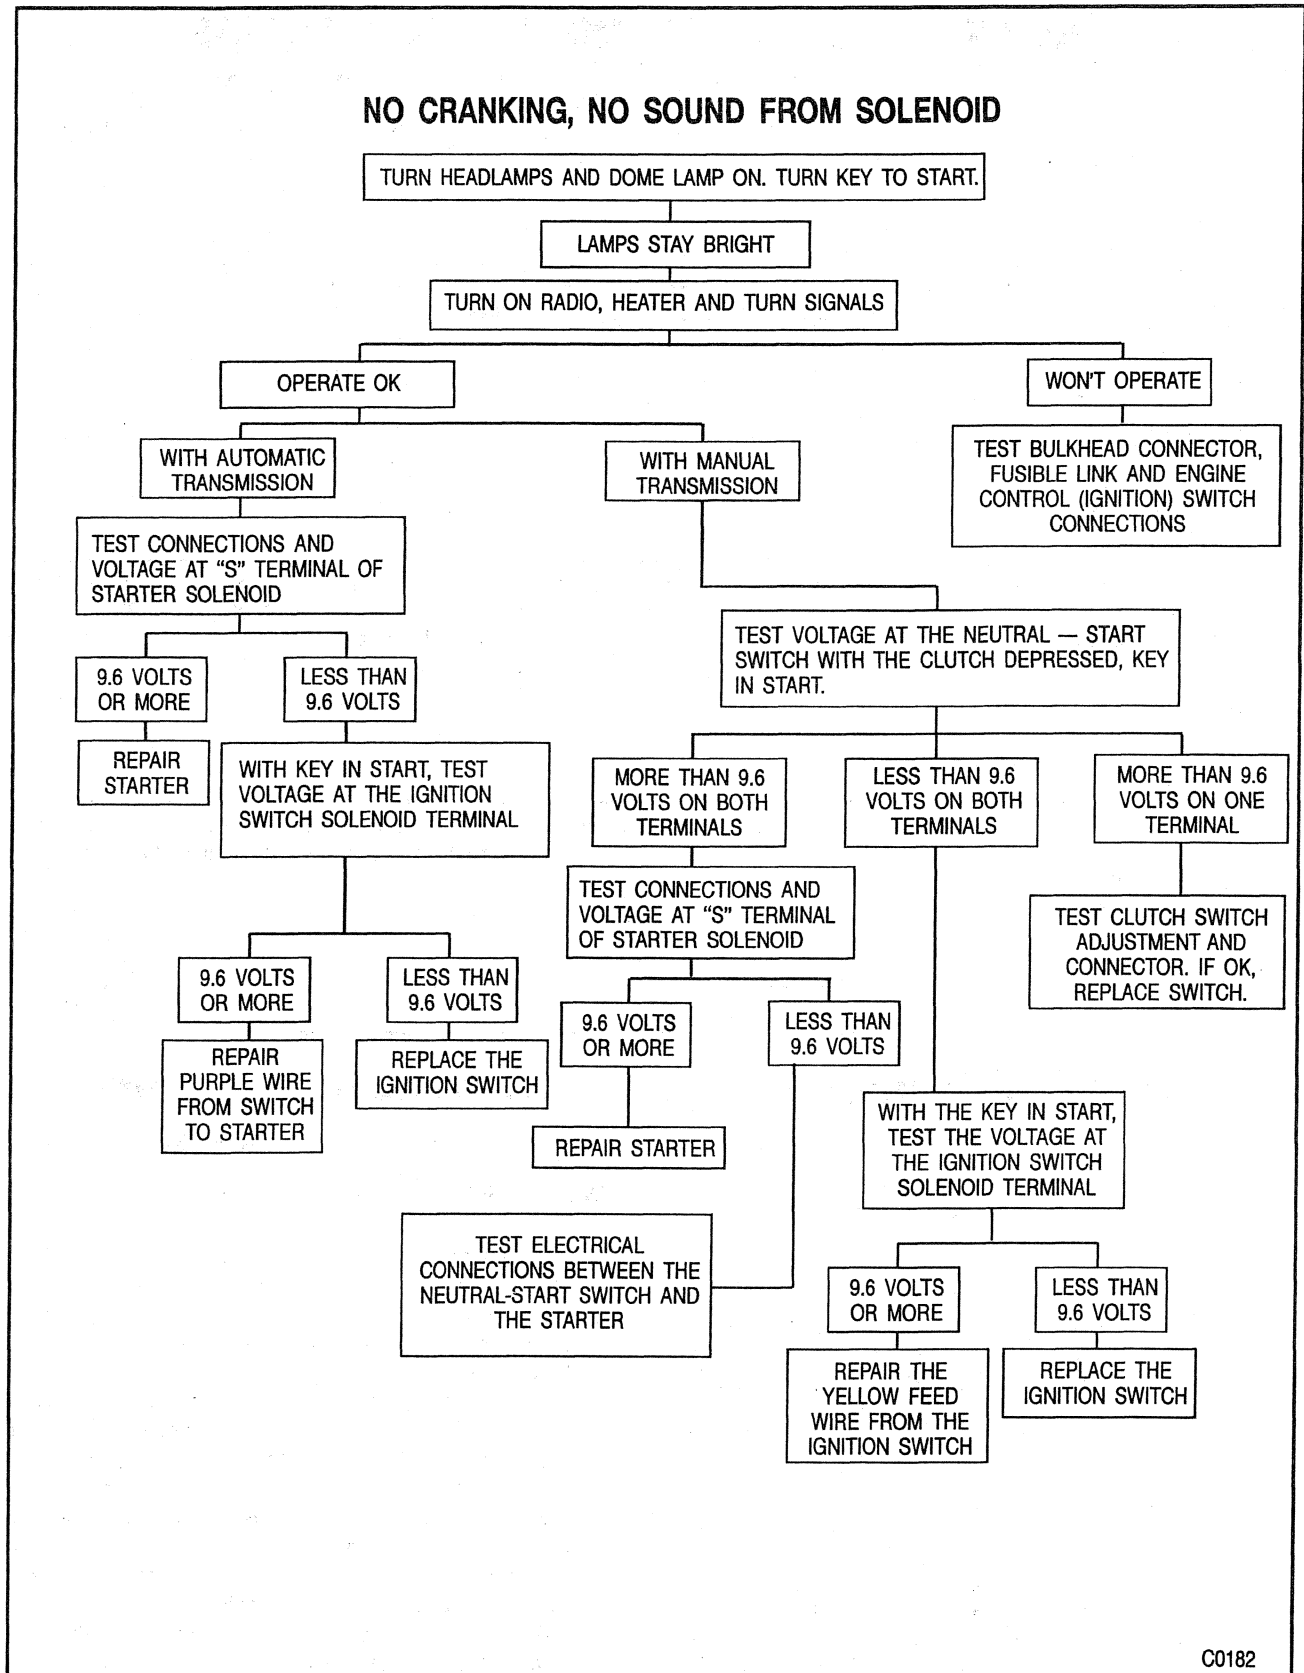 NO CRANKING, NO SOUND FROM SOLENOID
TURN HEADLAMPS AND DOME LAMP ON. TURN KEY TO START.
LAMPS STAY BRIGHT
TURN ON RADIO, HEATER AND TURN SIGNALS
OPERATE OK
WON'T OPERATE
WITH AUTOMATIC
TRANSMISSION
WITH MANUAL
TRANSMISSION
TEST BULKHEAD CONNECTOR,
FUSIBLE LINK AND ENGINE
CONTROL (IGNITION) SWITCH
CONNECTIONS
TEST CONNECTIONS AND
VOLTAGE AT “S” TERMINAL OF
STARTER SOLENOID
TEST VOLTAGE AT THE NEUTRAL — START
SWITCH WITH THE CLUTCH DEPRESSED, KEY
IN START.
9.6 VOLTS
OR MORE
LESS THAN
9.6 VOLTS
REPAIR
STARTER
WITH KEY IN START, TEST
VOLTAGE AT THE IGNITION
SWITCH SOLENOID TERMINAL
MORE THAN 9.6
VOLTS ON BOTH
TERMINALS
LESS THAN 9.6
VOLTS ON BOTH
TERMINALS
MORE THAN 9.6
VOLTS ON ONE
TERMINAL
TEST CONNECTIONS AND
VOLTAGE AT “S” TERMINAL
OF STARTER SOLENOID
TEST CLUTCH SWITCH
ADJUSTMENT AND
CONNECTOR. IF OK,
REPLACE SWITCH.
9.6 VOLTS
OR MORE
LESS THAN
9.6 VOLTS
9.6 VOLTS
OR MORE
LESS THAN
9.6 VOLTS
REPAIR
PURPLE WIRE
FROM SWITCH
TO STARTER
REPLACE THE
IGNITION SWITCH
REPAIR STARTER
WITH THE KEY IN START,
TEST THE VOLTAGE AT
THE IGNITION SWITCH
SOLENOID TERMINAL
TEST ELECTRICAL
CONNECTIONS BETWEEN THE
NEUTRAL-START SWITCH AND
THE STARTER
9.6 VOLTS
OR MORE
LESS THAN
9.6 VOLTS
REPAIR THE
YELLOW FEED
WIRE FROM THE
IGNITION SWITCH
REPLACE THE
IGNITION SWITCH
C0182